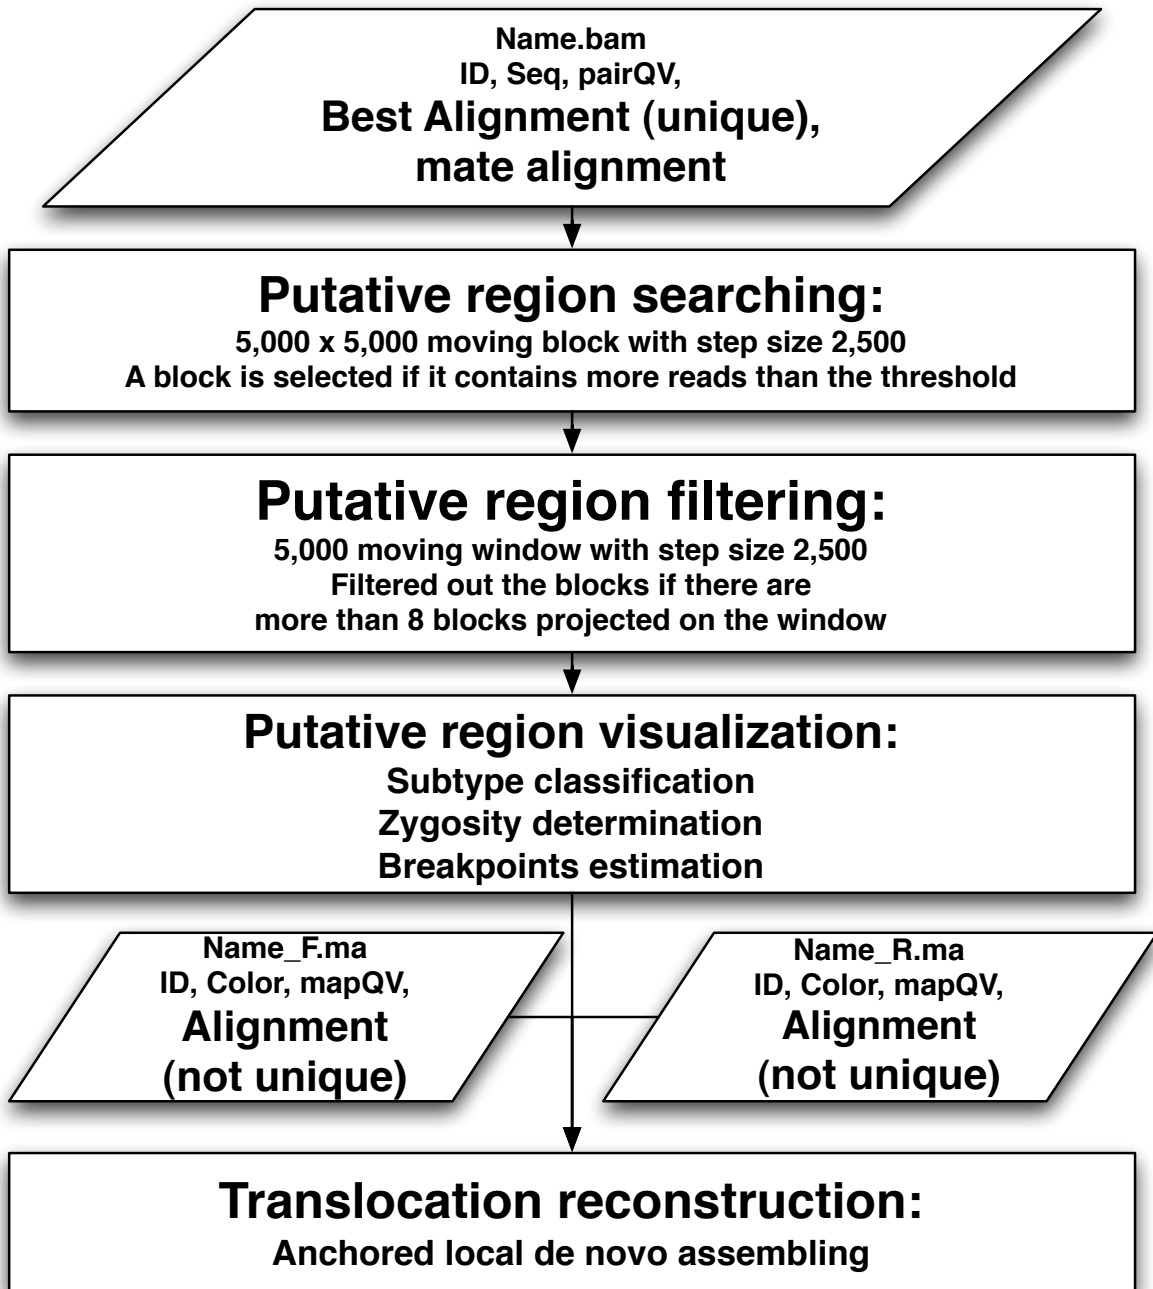 Name.bam
ID, Seq, pairQV,
Best Alignment (unique),
mate alignment
Putative region searching:
5,000 x 5,000 moving block with step size 2,500
A block is selected if it contains more reads than the threshold
Putative region filtering:
5,000 moving window with step size 2,500
Filtered out the blocks if there are
more than 8 blocks projected on the window
Putative region visualization:
Subtype classification
Zygosity determination
Breakpoints estimation
Name_F.ma
ID, Color, mapQV,
Alignment
(not unique)
Name_R.ma
ID, Color, mapQV,
Alignment
(not unique)
Translocation reconstruction:
Anchored local de novo assembling